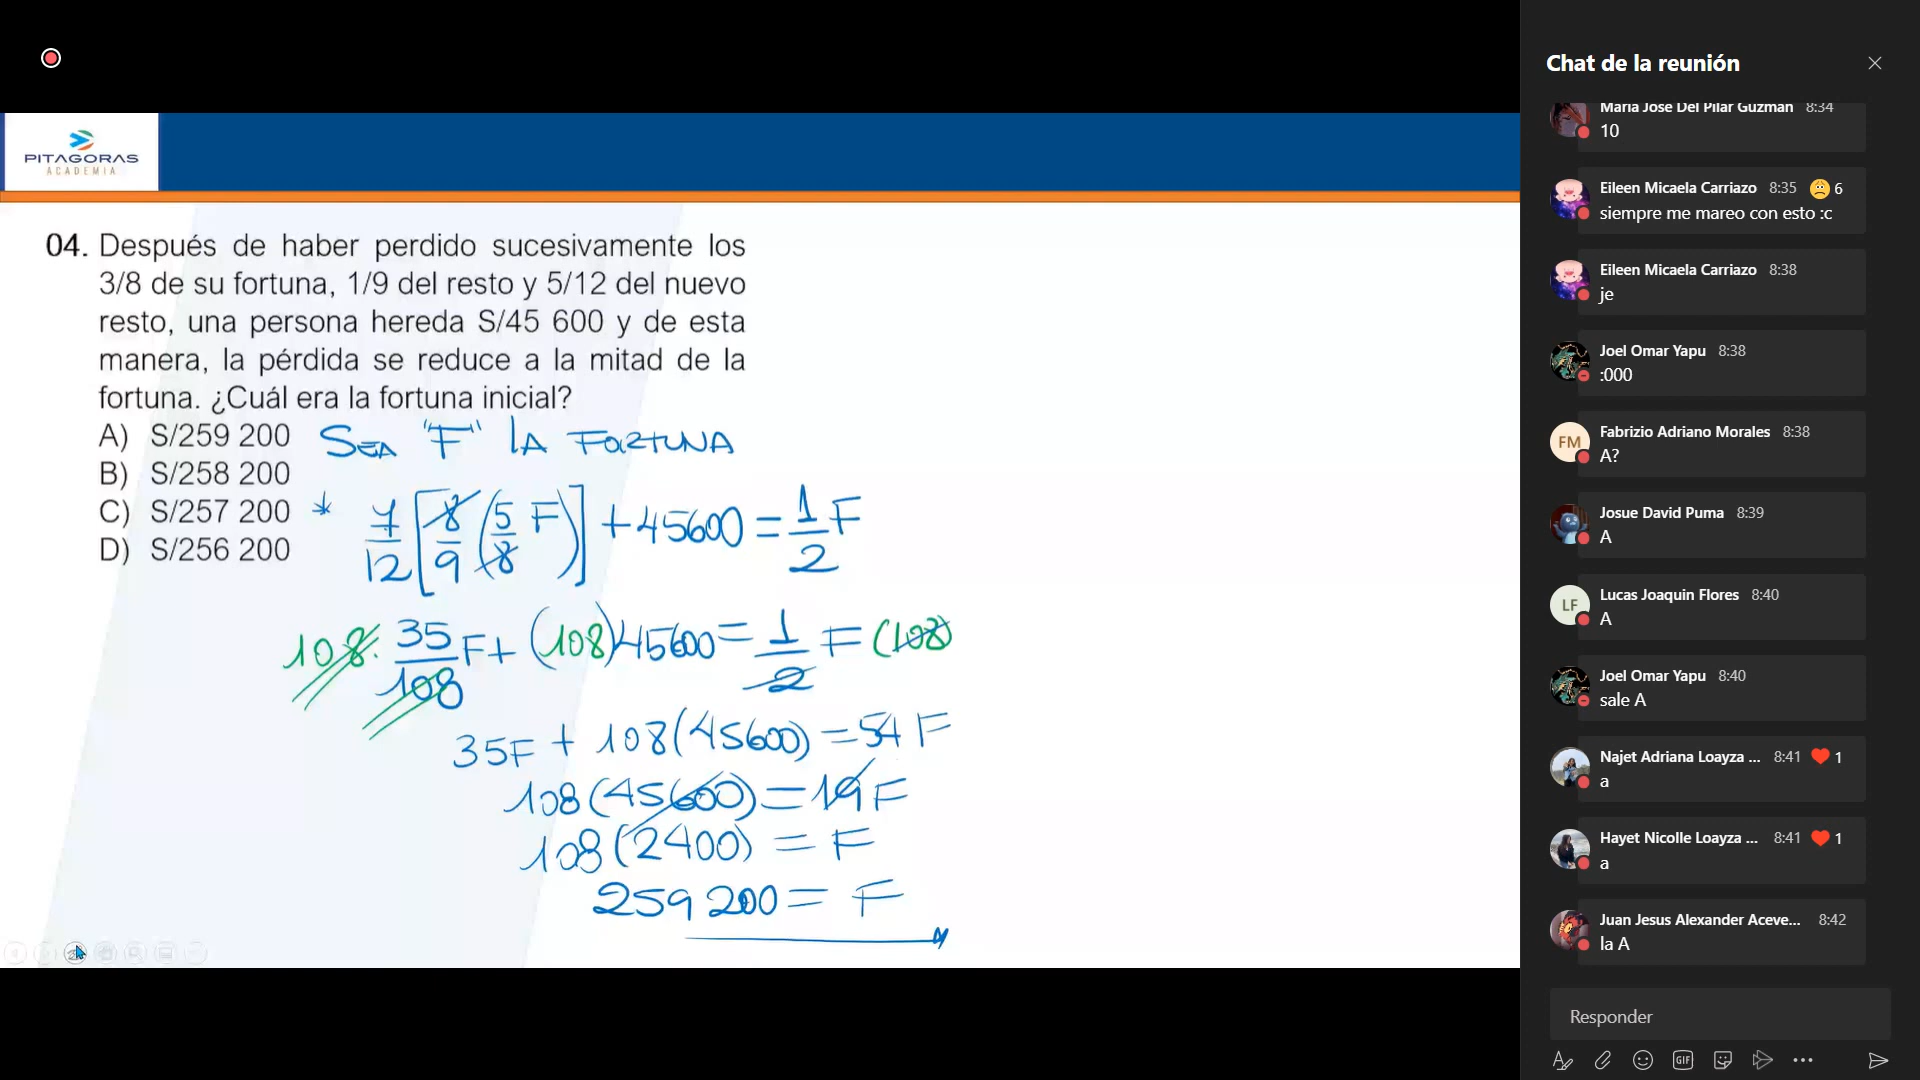 PITAGORAS
ACADEMIA
04. Después de haber perdido sucesivamente los
3/8 de su fortuna, 1/9 del resto y 5/12 del nuevo
resto, una persona hereda S/45 600 y de esta
manera, la pérdida se reduce a la mitad de la
fortuna. ¿Cuál era la fortuna inicial?
A) S/259 200
B) S/258 200
C) S/257 200
D) S/256 200
SEA "F" LA FORTUNA
* 7/12 [8/9 (5/8 F)] + 45600 = 1/2 F
108. 35/108 F + (108) 45600 = 1/2 F (108)
35F + 108(45600) = 54 F
108(45600) = 19F
108(2400) = F
259 200 = F
Chat de la reunión
Maria Jose Del Pilar Guzman 8:34
10
Eileen Micaela Carriazo 8:35 6
siempre me mareo con esto :c
Eileen Micaela Carriazo 8:38
je
Joel Omar Yapu 8:38
:000
FM
Fabrizio Adriano Morales 8:38
A?
Josue David Puma 8:39
A
LF
Lucas Joaquin Flores 8:40
A
Joel Omar Yapu 8:40
sale A
Najet Adriana Loayza ... 8:41 1
a
Hayet Nicolle Loayza ... 8:41 1
a
Juan Jesus Alexander Aceve... 8:42
la A
Responder
GIF